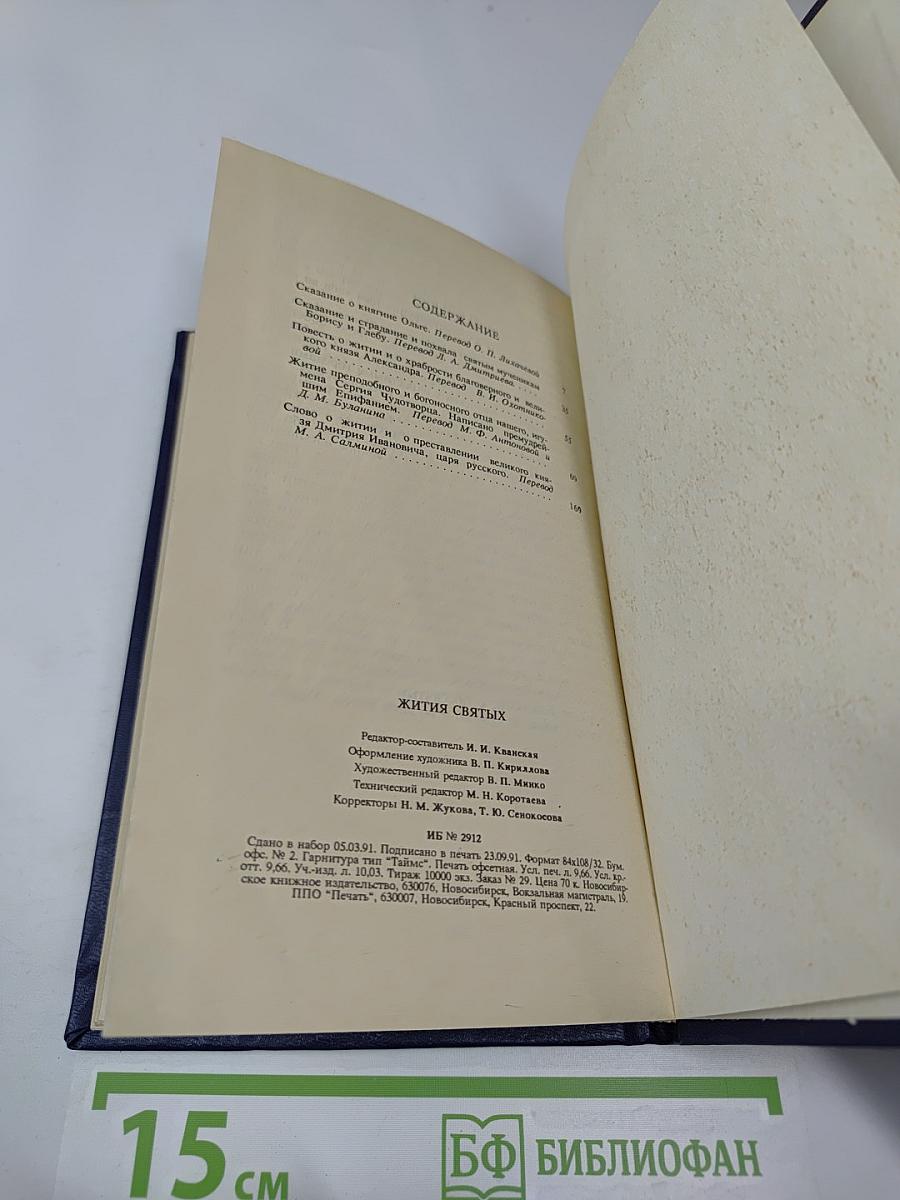 СОДЕРЖАНИЕ
Сказание о княгине Ольге. Перевод О. П. Лихачевой
7
Сказание и страдание и похвала святым мученикам
Борису и Глебу. Перевод Л. А. Дмитриева. . . .
35
Повесть о житии и о храбрости благоверного и вели-
кого князя Александра. Перевод В. И. Охотнико-
вой . . . . . . . . . . . . . . . . . . . .
55
Житие преподобного и богоносного отца нашего, игу-
мена Сергия Чудотворца. Написано премудрей-
шим Епифанием. Перевод М. Ф. Антоновой и
Д. М. Буланина . . . . . . . . . . . . . . . .
69
Слово о житии и о преставлении великого кня-
зя Дмитрия Ивановича, царя русского. Перевод
М. А. Салминой . . . . . . . . . . . . . . . .
169
ЖИТИЯ СВЯТЫХ
Редактор-составитель И. И. Кванская
Оформление художника В. П. Кириллова
Художественный редактор В. П. Минко
Технический редактор М. Н. Коротаева
Корректоры Н. М. Жукова, Т. Ю. Сенокосова
ИБ № 2912
Сдано в набор 05.03.91. Подписано в печать 23.09.91. Формат 84х108/32. Бум.
офс. № 2. Гарнитура тип "Таймс". Печать офсетная. Усл. печ. л. 9,66. Усл. кр.-
отт. 9,66. Уч.-изд. л. 10,03. Тираж 10000 экз. Заказ № 29. Цена 70 к. Новосибир-
ское книжное издательство, 630076, Новосибирск, Вокзальная магистраль, 19.
ППО "Печать", 630007, Новосибирск, Красный проспект, 22.
15 см
БФ БИБЛИОФАН